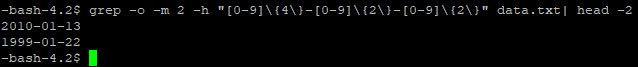 -bash-4.2$ grep -o -m 2 -h "[0-9]\{4\}-[0-9]\{2\}-[0-9]\{2\}" data.txt| head -2
2010-01-13
1999-01-22
-bash-4.2$